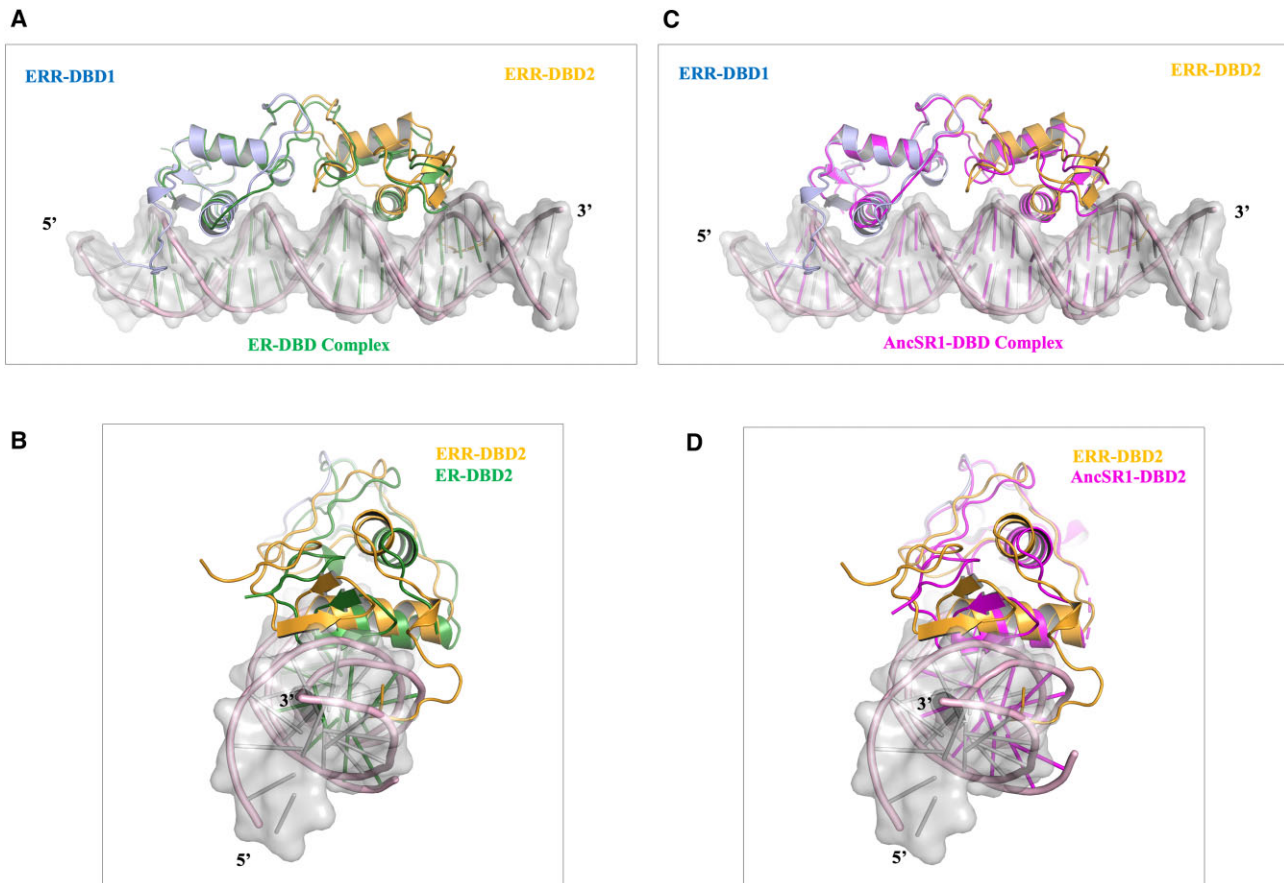 A
ERR-DBD1
ERR-DBD2
5’
3’
ER-DBD Complex
C
ERR-DBD1
ERR-DBD2
5’
3’
AncSR1-DBD Complex
B
ERR-DBD2
ER-DBD2
3’
5’
D
ERR-DBD2
AncSR1-DBD2
3’
5’